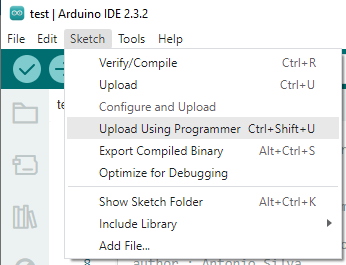 test | Arduino IDE 2.3.2
File Edit Sketch Tools Help
Verify/Compile Ctrl+R
Upload Ctrl+U
Configure and Upload
Upload Using Programmer Ctrl+Shift+U
Export Compiled Binary Alt+Ctrl+S
Optimize for Debugging
Show Sketch Folder Alt+Ctrl+K
Include Library
Add File...
8 author : Antonio Silva